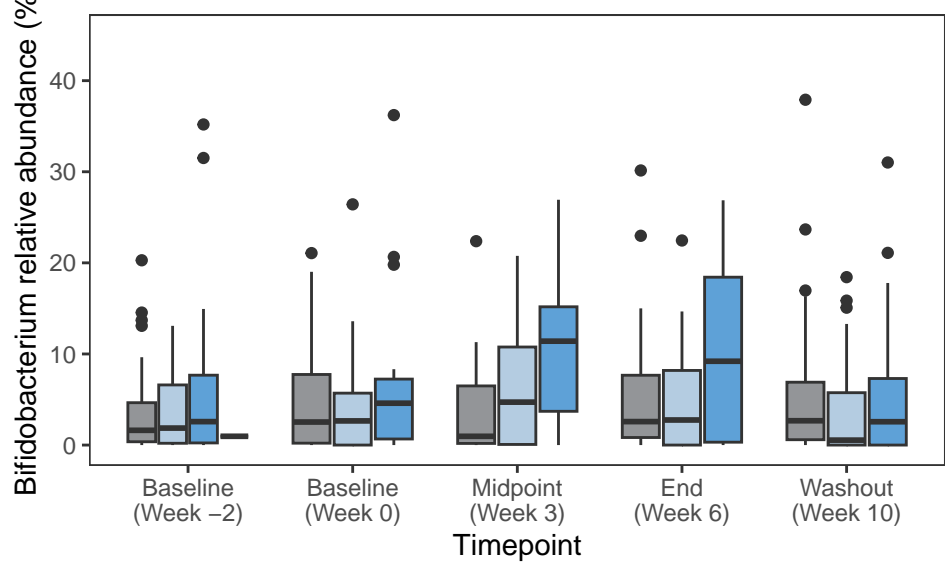 Bifidobacterium relative abundance (%
40
30
20
10
0
Baseline
(Week −2)
Baseline
(Week 0)
Midpoint
(Week 3)
End
(Week 6)
Washout
(Week 10)
Timepoint